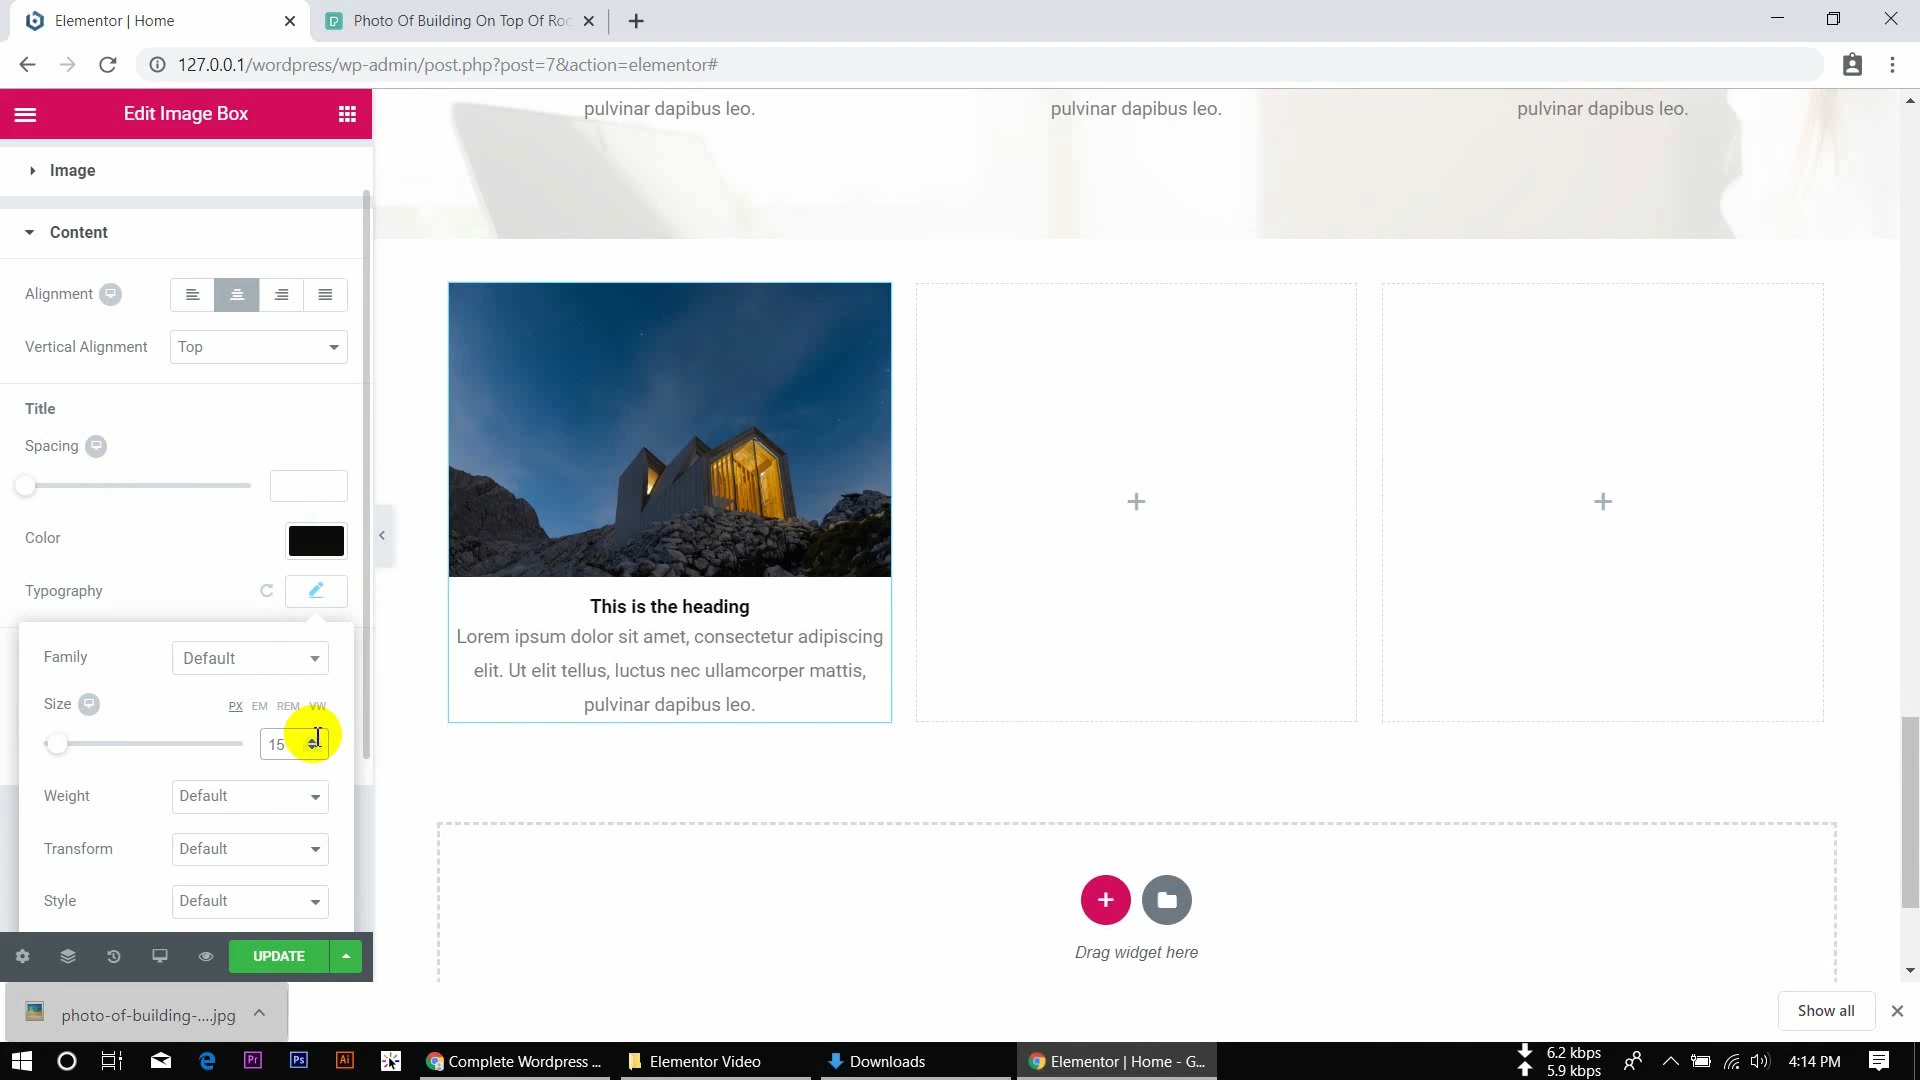 Elementor | Home
Photo Of Building On Top Of Roc
127.0.0.1/wordpress/wp-admin/post.php?post=7&action=elementor#
Edit Image Box
Image
Content
Alignment
Vertical Alignment
Top
Title
Spacing
Color
Typography
Family
Default
Size
PX EM REM VW
15
Weight
Default
Transform
Default
Style
Default
UPDATE
pulvinar dapibus leo.
pulvinar dapibus leo.
pulvinar dapibus leo.
This is the heading
Lorem ipsum dolor sit amet, consectetur adipiscing
elit. Ut elit tellus, luctus nec ullamcorper mattis,
pulvinar dapibus leo.
Drag widget here
photo-of-building-....jpg
Show all
Pr
Ps
Ai
Complete Wordpress ...
Elementor Video
Downloads
Elementor | Home - G...
6.2 kbps
5.9 kbps
4:14 PM